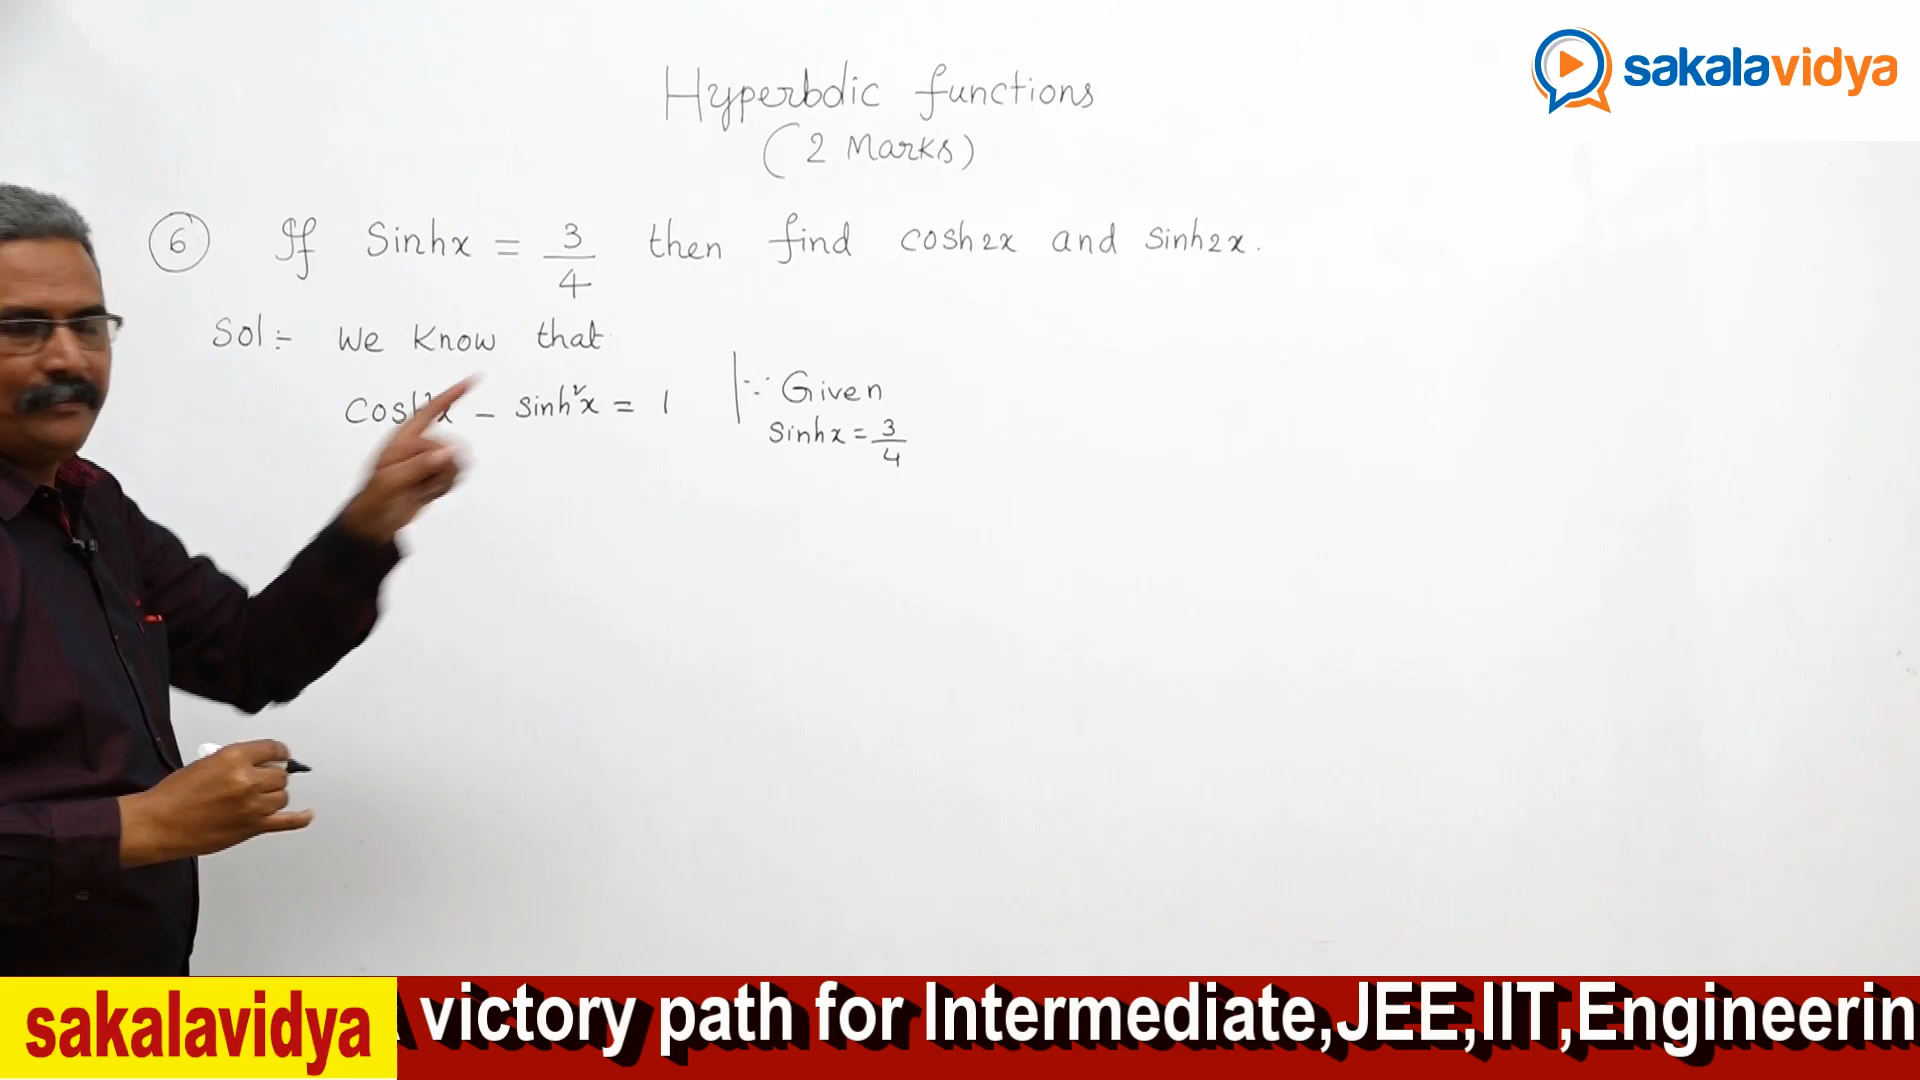 sakalavidya
Hyperbolic functions
(2 Marks)
6 If Sinhx = 3/4 then find cosh2x and sinh2x.
Sol:- We Know that
Cosh²x - sinh²x = 1
∵ Given
Sinhx = 3/4
sakalavidya
victory path for Intermediate,JEE,IIT,Engineerin